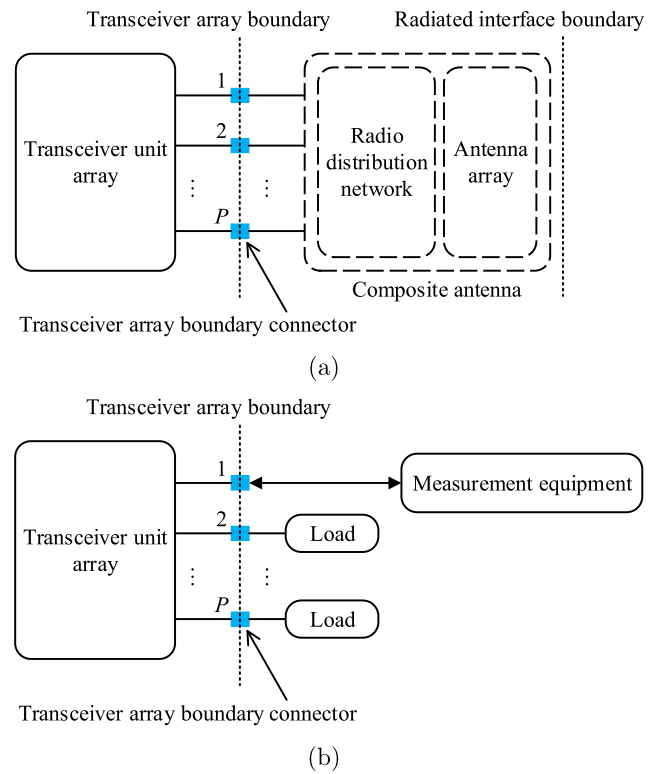 Transceiver array boundary
Radiated interface boundary
1
2
⋮
⋮
P
Transceiver unit
array
Radio
distribution
network
Antenna
array
Composite antenna
Transceiver array boundary connector
(a)
Transceiver array boundary
1
2
⋮
⋮
P
Transceiver unit
array
Measurement equipment
Load
Load
Transceiver array boundary connector
(b)